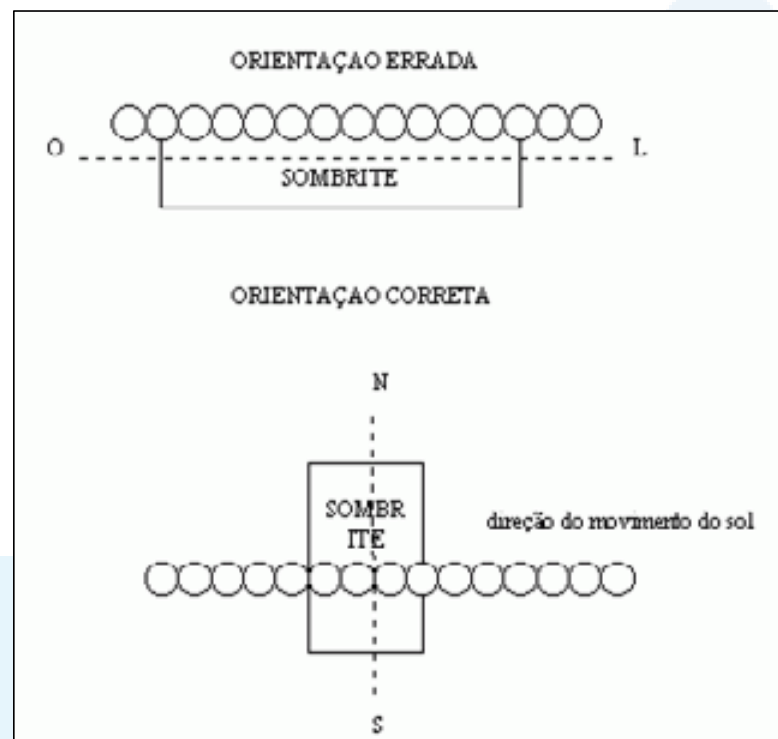 ORIENTAÇAO ERRADA
O L
SOMBRITE
ORIENTAÇAO CORRETA
N
SOMBR
ITE
direção do movimento do sol
S